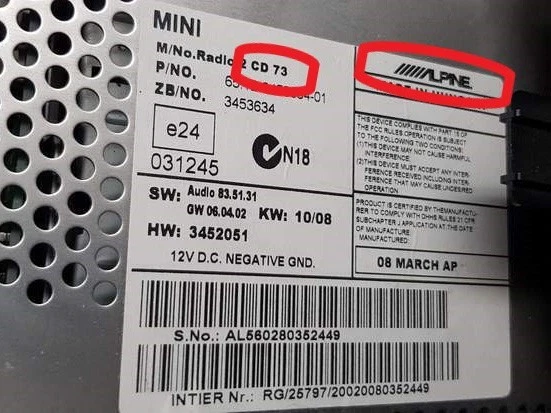 MINI
M/No.Radio 2 CD 73
P/NO.
-01
ZB/NO. 3453634
e24
031245
N18
SW: Audio 83.51.31
GW 06.04.02 KW: 10/08
HW: 3452051
12V D.C. NEGATIVE GND.
ALPINE
THIS DEVICE COMPLIES WITH PART 15 OF
THE FCC RULES.OPERATION IS SUBJECT
TO THE FOLLOWING TWO CONDITIONS:
(1)THIS DEVICE MAY NOT CAUSE HARMFUL
INTERFERENCE.
(2)THIS DEVICE MUST ACCEPT ANY INTER-
FERENCE RECEIVED,INCLUDING INTER-
FERENCE THAT MAY CAUSE UNDESIRED
OPERATION.
PRODUCT IS CERTIFIED BY THE MANUFACTU-
RER TO COMPLY WITH DHHS RULES 21 CFR
SUBCHAPTER J APPLICATION AT THE DATE
OF MANUFACTURE
MANUFACTURED:
08 MARCH AP
S.No.: AL560280352449
INTIER Nr.: RG/25797/20020080352449